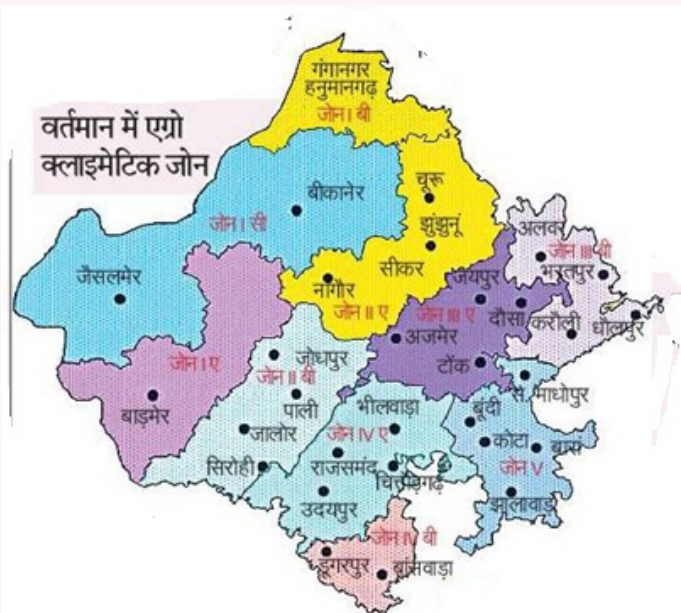 गंगानगर
हनुमानगढ़
जोन I बी
वर्तमान में एग्रो
क्लाइमेटिक जोन
चूरू
बीकानेर
झुंझुनूं
अलवर
जोन I सी
जोन III बी
सीकर
भरतपुर
जैसलमेर
नागौर
जयपुर
जोन II ए
जोन III ए
दौसा
करौली
धौलपुर
अजमेर
जोधपुर
जोन I ए
टोंक
जोन II बी
स. माधोपुर
बाड़मेर
पाली
भीलवाड़ा
बूंदी
जालोर
जोन IV ए
कोटा
बारां
सिरोही
राजसमंद
चित्तौड़गढ़
जोन V
उदयपुर
झालावाड़
जोन IV बी
डूंगरपुर
बांसवाड़ा